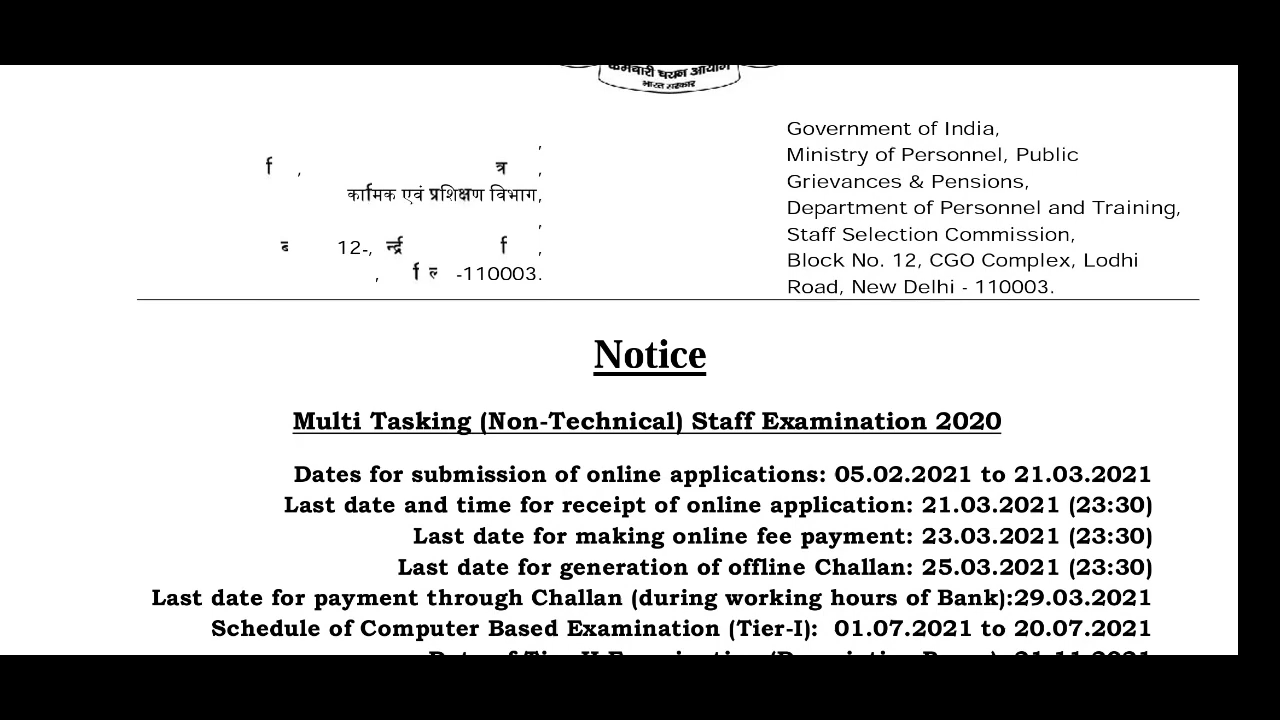 कर्मचारी चयन आयोग
भारत सरकार
कार्मिक एवं प्रशिक्षण विभाग,
12-,
-110003.
Government of India,
Ministry of Personnel, Public
Grievances & Pensions,
Department of Personnel and Training,
Staff Selection Commission,
Block No. 12, CGO Complex, Lodhi
Road, New Delhi - 110003.
Notice
Multi Tasking (Non-Technical) Staff Examination 2020
Dates for submission of online applications: 05.02.2021 to 21.03.2021
Last date and time for receipt of online application: 21.03.2021 (23:30)
Last date for making online fee payment: 23.03.2021 (23:30)
Last date for generation of offline Challan: 25.03.2021 (23:30)
Last date for payment through Challan (during working hours of Bank):29.03.2021
Schedule of Computer Based Examination (Tier-I): 01.07.2021 to 20.07.2021